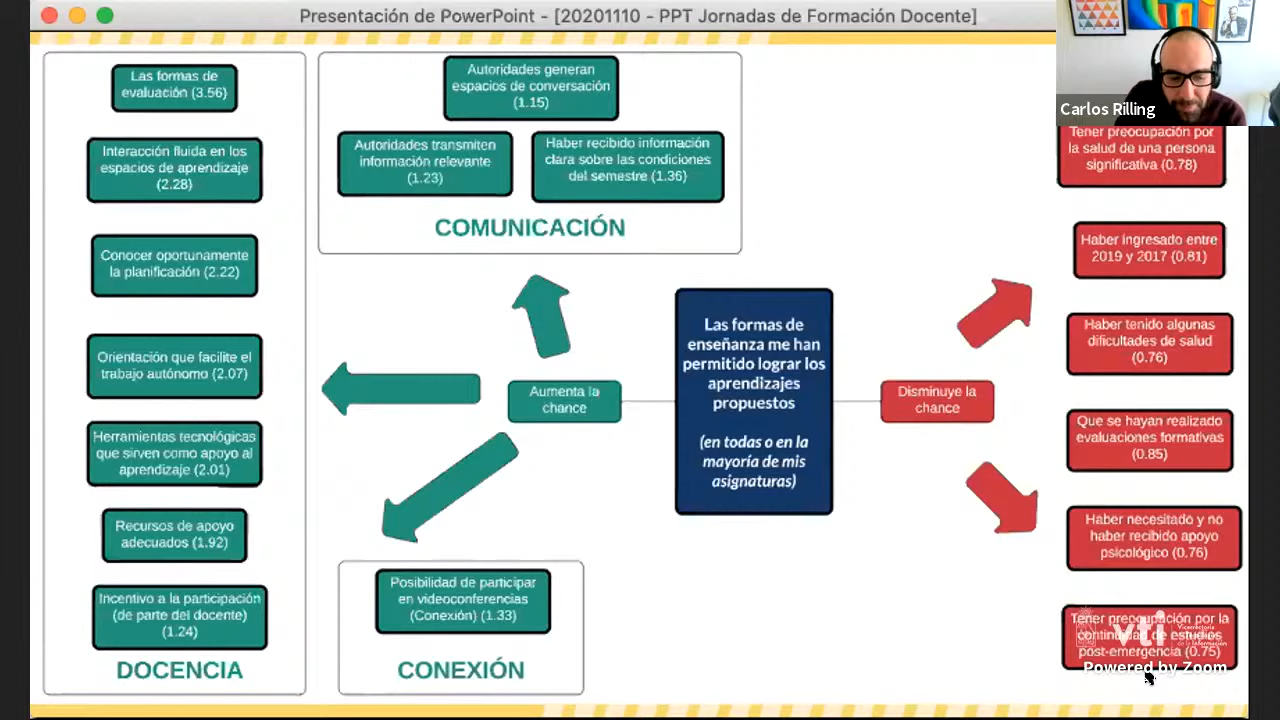 Presentación de PowerPoint - [20201110 - PPT Jornadas de Formación Docente]
Carlos Rilling
Las formas de
evaluación (3.56)
Interacción fluida en los
espacios de aprendizaje
(2.28)
Conocer oportunamente
la planificación (2.22)
Orientación que facilite el
trabajo autónomo (2.07)
Herramientas tecnológicas
que sirven como apoyo al
aprendizaje (2.01)
Recursos de apoyo
adecuados (1.92)
Incentivo a la participación
(de parte del docente)
(1.24)
DOCENCIA
Autoridades generan
espacios de conversación
(1.15)
Autoridades transmiten
información relevante
(1.23)
Haber recibido información
clara sobre las condiciones
del semestre (1.36)
COMUNICACIÓN
Aumenta la
chance
Posibilidad de participar
en videoconferencias
(Conexión) (1.33)
CONEXIÓN
Las formas de
enseñanza me han
permitido lograr los
aprendizajes
propuestos
(en todas o en la
mayoría de mis
asignaturas)
Disminuye la
chance
Tener preocupación por
la salud de una persona
significativa (0.78)
Haber ingresado entre
2019 y 2017 (0.81)
Haber tenido algunas
dificultades de salud
(0.76)
Que se hayan realizado
evaluaciones formativas
(0.85)
Haber necesitado y no
haber recibido apoyo
psicológico (0.76)
Tener preocupación por la
continuidad de estudios
post-emergencia (0.75)
vti
Powered by Zoom